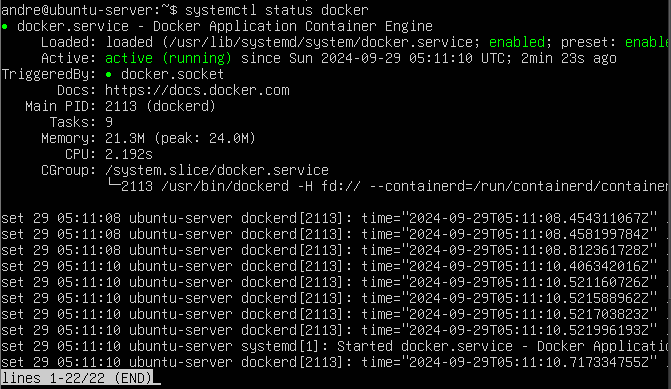 andre@ubuntu-server:~$ systemctl status docker
● docker.service - Docker Application Container Engine
     Loaded: loaded (/usr/lib/systemd/system/docker.service; enabled; preset: enable
     Active: active (running) since Sun 2024-09-29 05:11:10 UTC; 2min 23s ago
TriggeredBy: ● docker.socket
       Docs: https://docs.docker.com
   Main PID: 2113 (dockerd)
      Tasks: 9
     Memory: 21.3M (peak: 24.0M)
        CPU: 2.192s
     CGroup: /system.slice/docker.service
             └─2113 /usr/bin/dockerd -H fd:// --containerd=/run/containerd/container
set 29 05:11:08 ubuntu-server dockerd[2113]: time="2024-09-29T05:11:08.454311067Z"
set 29 05:11:08 ubuntu-server dockerd[2113]: time="2024-09-29T05:11:08.458199784Z"
set 29 05:11:08 ubuntu-server dockerd[2113]: time="2024-09-29T05:11:08.812361728Z"
set 29 05:11:10 ubuntu-server dockerd[2113]: time="2024-09-29T05:11:10.406342016Z"
set 29 05:11:10 ubuntu-server dockerd[2113]: time="2024-09-29T05:11:10.521160726Z"
set 29 05:11:10 ubuntu-server dockerd[2113]: time="2024-09-29T05:11:10.521588962Z"
set 29 05:11:10 ubuntu-server dockerd[2113]: time="2024-09-29T05:11:10.521703823Z"
set 29 05:11:10 ubuntu-server dockerd[2113]: time="2024-09-29T05:11:10.521996193Z"
set 29 05:11:10 ubuntu-server systemd[1]: Started docker.service - Docker Applicatio
set 29 05:11:10 ubuntu-server dockerd[2113]: time="2024-09-29T05:11:10.717334755Z"
lines 1-22/22 (END)